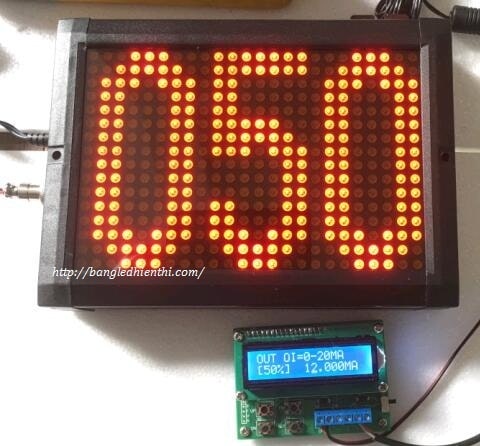 050
http://bangledhienthi.com/
OUT OI=0-20MA
[50%] 12.000MA